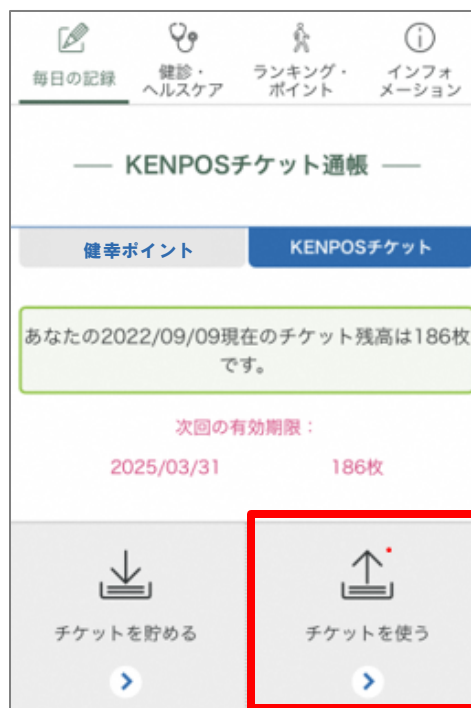 毎日の記録
健診・
ヘルスケア
ランキング・
ポイント
インフォ
メーション
KENPOSチケット通帳
健幸ポイント
KENPOSチケット
あなたの2022/09/09現在のチケット残高は186枚
です。
次回の有効期限：
2025/03/31 186枚
チケットを貯める
チケットを使う